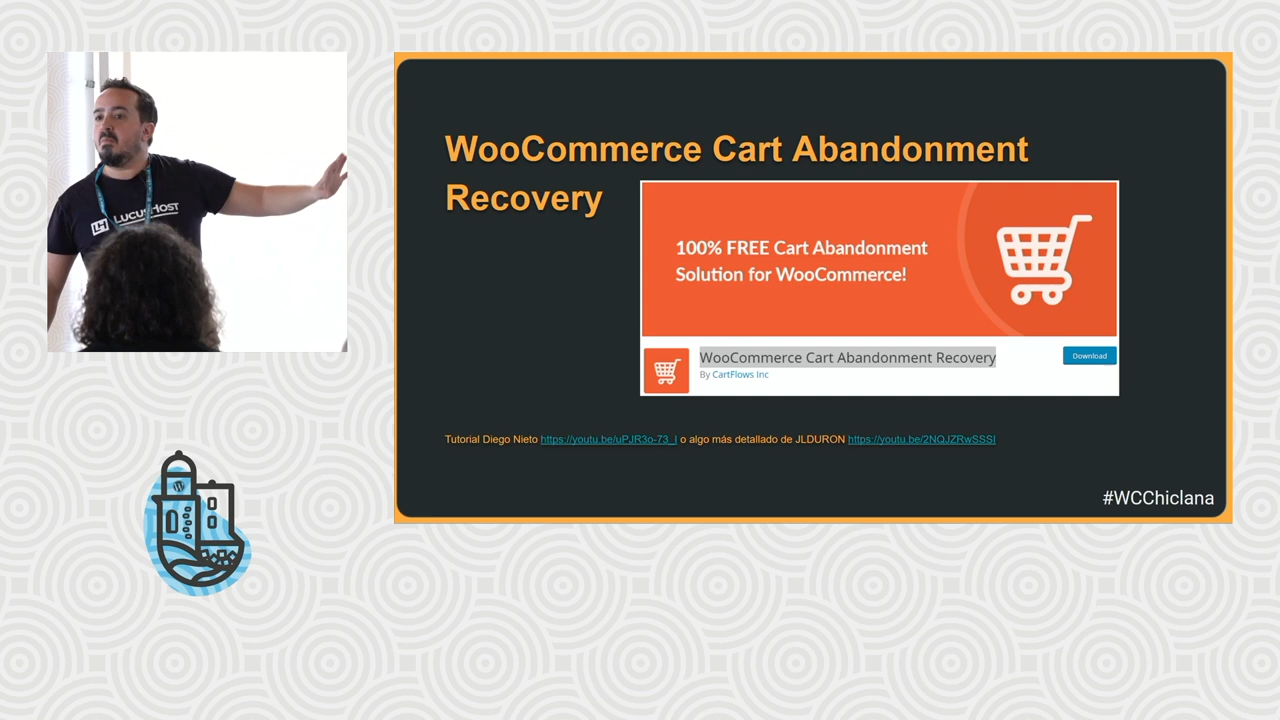 LUCUSHOST
WooCommerce Cart Abandonment
Recovery
100% FREE Cart Abandonment
Solution for WooCommerce!
WooCommerce Cart Abandonment Recovery
By CartFlows Inc
Download
Tutorial Diego Nieto https://youtu.be/uPJR3o-73_I o algo más detallado de JLDURON https://youtu.be/2NQJZRwSSSI
#WCChiclana